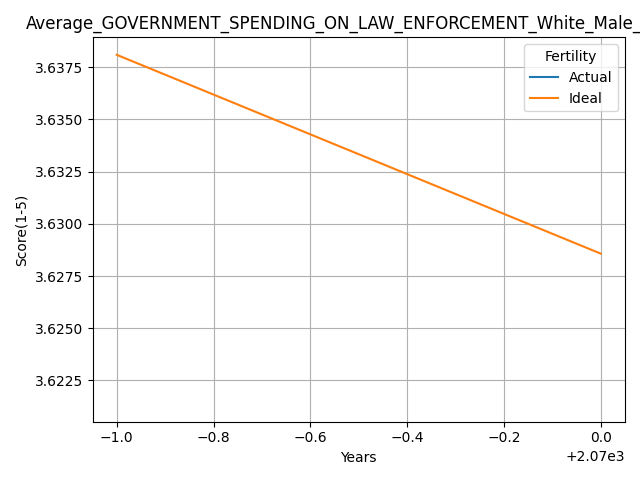 Average_GOVERNMENT_SPENDING_ON_LAW_ENFORCEMENT_White_Male_
Fertility
Actual
Ideal
3.6375
3.6350
3.6325
3.6300
3.6275
3.6250
3.6225
Score(1-5)
−1.0 −0.8 −0.6 −0.4 −0.2 0.0
Years
+2.07e3